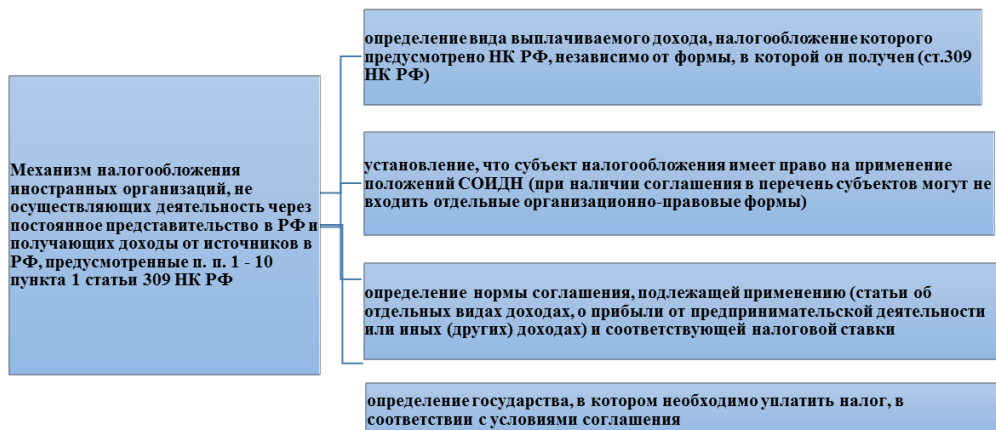 Механизм налогообложения
иностранных организаций, не
осуществляющих деятельность через
постоянное представительство в РФ и
получающих доходы от источников в
РФ, предусмотренные п. п. 1 - 10
пункта 1 статьи 309 НК РФ
определение вида выплачиваемого дохода, налогообложение которого
предусмотрено НК РФ, независимо от формы, в которой он получен (ст.309
НК РФ)
установление, что субъект налогообложения имеет право на применение
положений СОИДН (при наличии соглашения в перечень субъектов могут не
входить отдельные организационно-правовые формы)
определение нормы соглашения, подлежащей применению (статьи об
отдельных видах доходах, о прибыли от предпринимательской деятельности
или иных (других) доходах) и соответствующей налоговой ставки
определение государства, в котором необходимо уплатить налог, в
соответствии с условиями соглашения